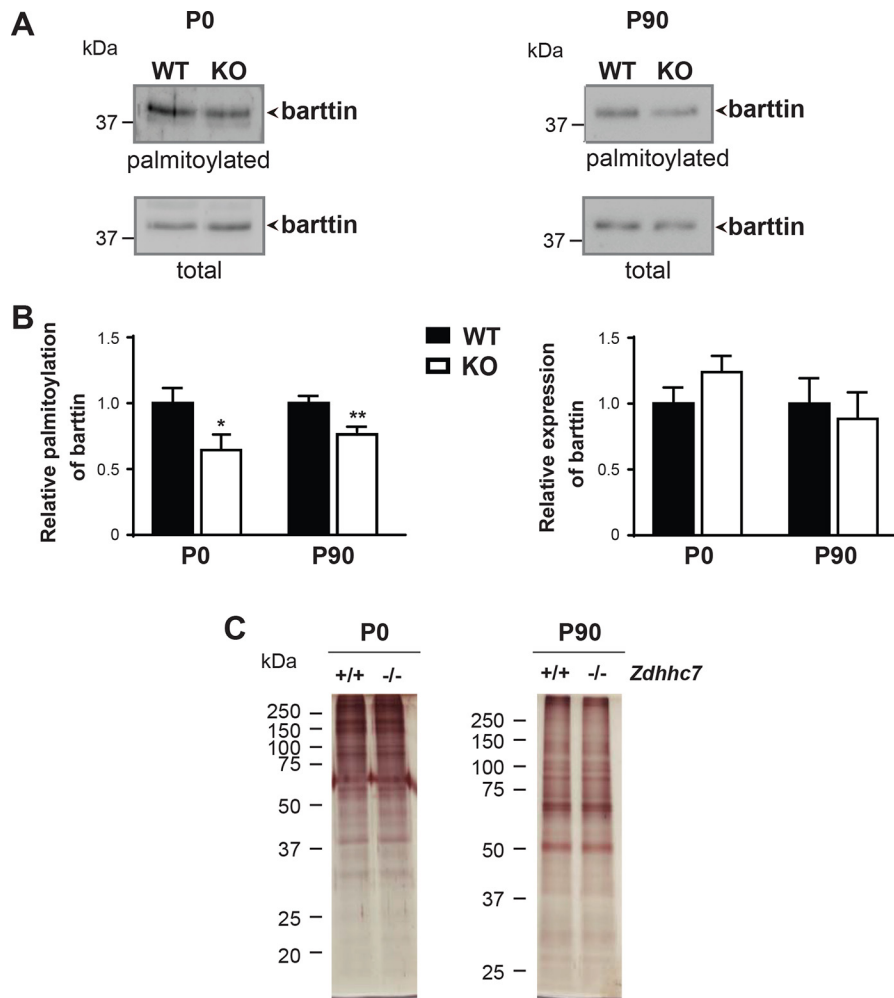 A
P0
P90
kDa
kDa
WT KO
WT KO
37
<barttin
37
<barttin
palmitoylated
palmitoylated
37
<barttin
37
<barttin
total
total
B
Relative palmitoylation
of barttin
1.5
1.0
0.5
0
*
**
P0
P90
WT
KO
Relative expression
of barttin
1.5
1.0
0.5
0
P0
P90
C
P0
P90
kDa
+/+ -/-
+/+ -/-
Zdhhc7
250
150
100
75
50
37
25
20
250
150
100
75
50
37
25